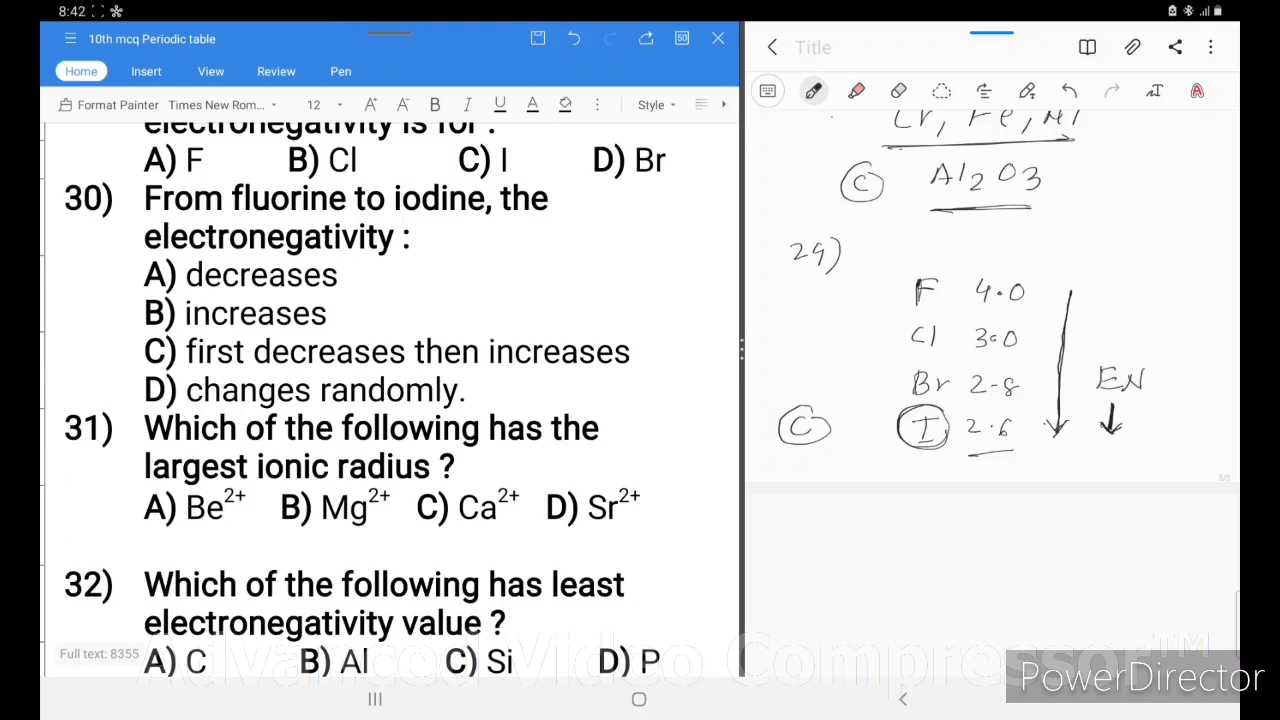 8:42
10th mcq Periodic table
50
Home Insert View Review Pen
Format Painter Times New Rom... 12 A A B I U A Style
electronegativity is for :
A) F B) Cl C) I D) Br
30) From fluorine to iodine, the
electronegativity :
A) decreases
B) increases
C) first decreases then increases
D) changes randomly.
31) Which of the following has the
largest ionic radius ?
A) Be2+ B) Mg2+ C) Ca2+ D) Sr2+
32) Which of the following has least
electronegativity value ?
A) C B) Al C) Si D) P
Full text: 8355
Title
Cr, Fe, Ni
C Al2O3
29)
F 4.0
Cl 3.0
Br 2.8 EN
C I 2.6
5/5
Advanced Video Compressor™
PowerDirector